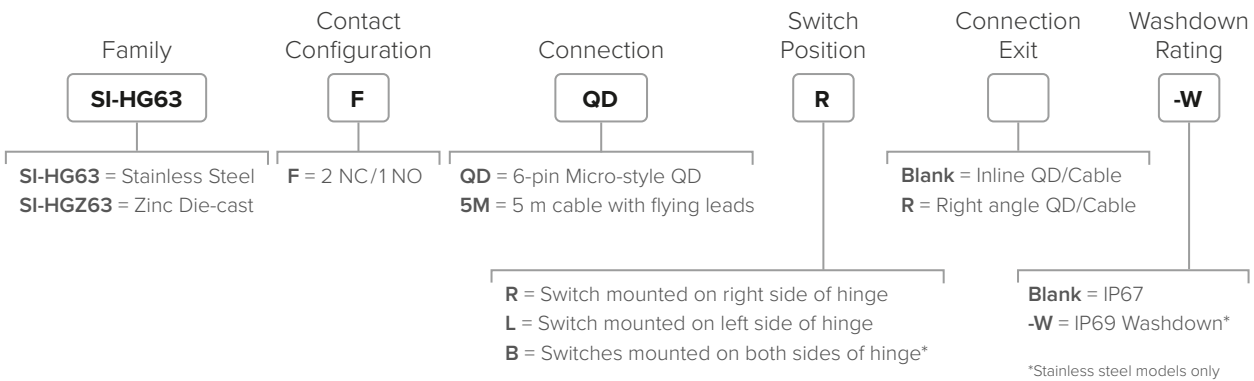 Family
Contact
Configuration
Connection
Switch
Position
Connection
Exit
Washdown
Rating
SI-HG63
F
QD
R
-W
SI-HG63 = Stainless Steel
SI-HGZ63 = Zinc Die-cast
F = 2 NC/1 NO
QD = 6-pin Micro-style QD
5M = 5 m cable with flying leads
Blank = Inline QD/Cable
R = Right angle QD/Cable
R = Switch mounted on right side of hinge
L = Switch mounted on left side of hinge
B = Switches mounted on both sides of hinge*
Blank = IP67
-W = IP69 Washdown*
*Stainless steel models only